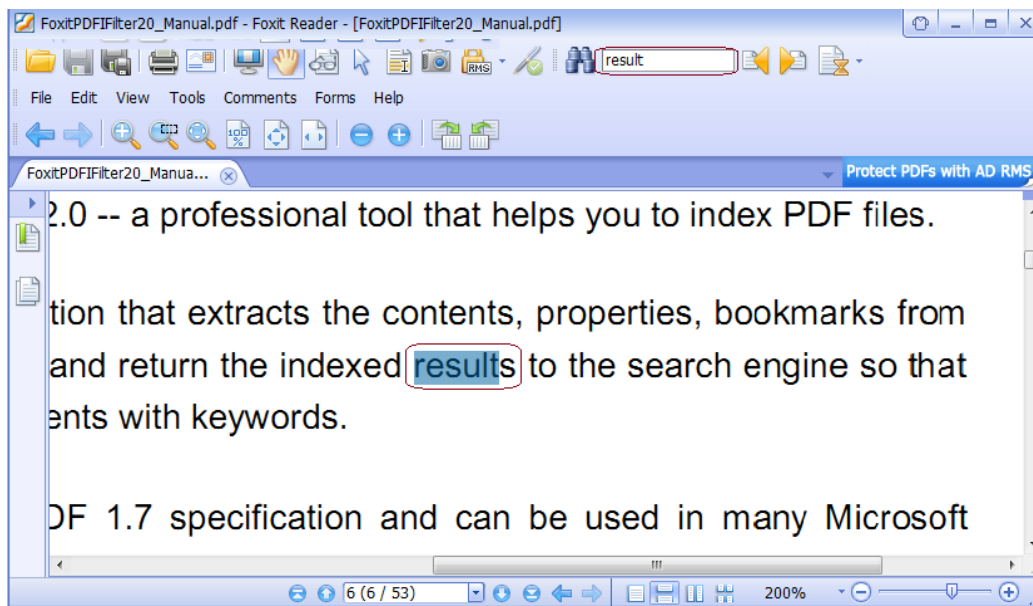 FoxitPDFIFilter20_Manual.pdf - Foxit Reader - [FoxitPDFIFilter20_Manual.pdf]
RMS
result
File Edit View Tools Comments Forms Help
100%
FoxitPDFIFilter20_Manua...
Protect PDFs with AD RMS
2.0 -- a professional tool that helps you to index PDF files.
tion that extracts the contents, properties, bookmarks from
and return the indexed results to the search engine so that
ents with keywords.
DF 1.7 specification and can be used in many Microsoft
6 (6 / 53)
200%